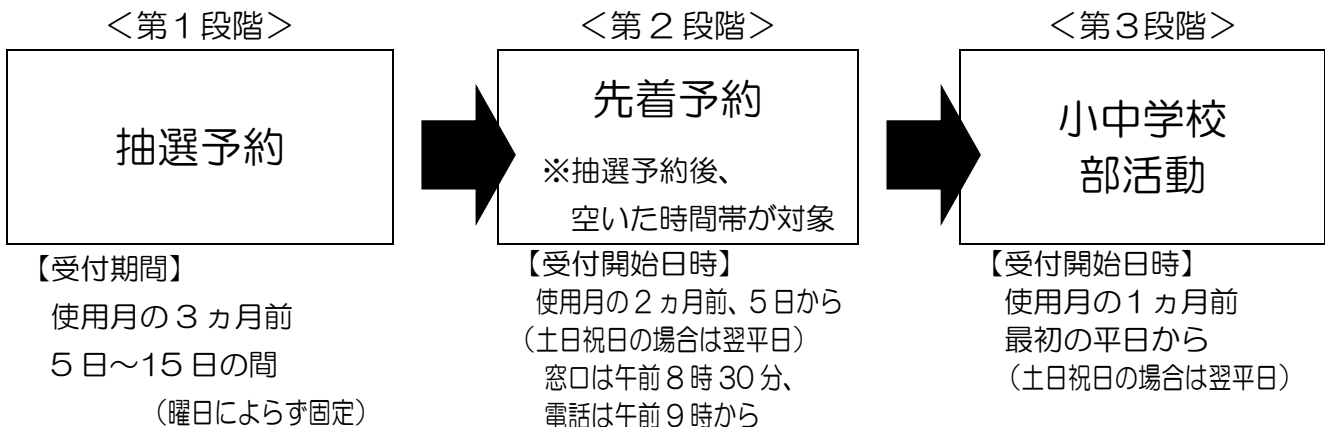 ＜第１段階＞
抽選予約
【受付期間】
使用月の３ヵ月前
５日～15日の間
（曜日によらず固定）
＜第２段階＞
先着予約
※抽選予約後、
空いた時間帯が対象
【受付開始日時】
使用月の２ヵ月前、５日から
（土日祝日の場合は翌平日）
窓口は午前８時30分、
電話は午前９時から
＜第３段階＞
小中学校
部活動
【受付開始日時】
使用月の１ヵ月前
最初の平日から
（土日祝日の場合は翌平日）